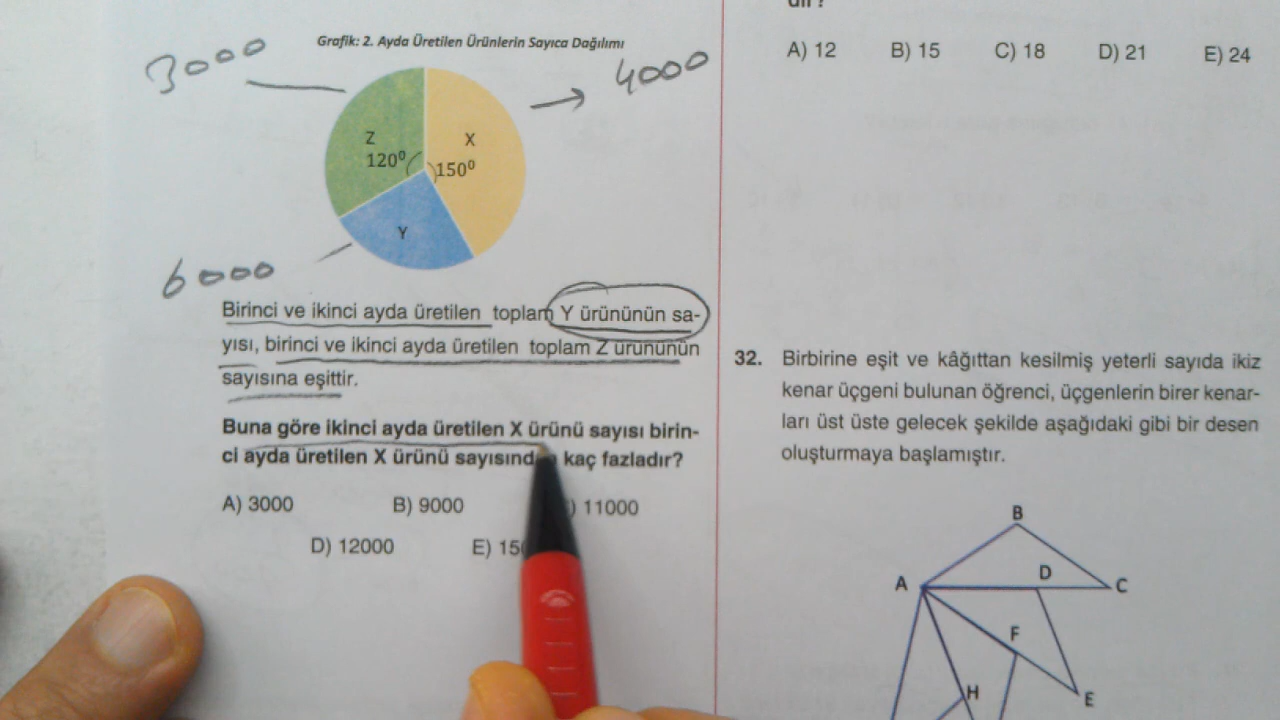 Grafik: 2. Ayda Üretilen Ürünlerin Sayıca Dağılımı
3000
4000
Z
120⁰
X
150⁰
Y
6000
Birinci ve ikinci ayda üretilen toplam Y ürününün sa-
yısı, birinci ve ikinci ayda üretilen toplam Z ürününün
sayısına eşittir.
Buna göre ikinci ayda üretilen X ürünü sayısı birin-
ci ayda üretilen X ürünü sayısından kaç fazladır?
A) 3000 B) 9000 ) 11000
D) 12000 E)
A) 12 B) 15 C) 18 D) 21 E) 24
32. Birbirine eşit ve kâğıttan kesilmiş yeterli sayıda ikiz
kenar üçgeni bulunan öğrenci, üçgenlerin birer kenar-
ları üst üste gelecek şekilde aşağıdaki gibi bir desen
oluşturmaya başlamıştır.
B
A
D
C
F
H
E